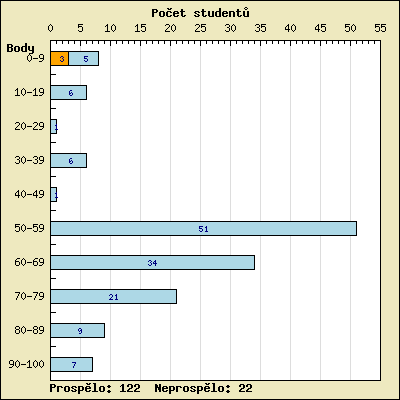 Počet studentů
0 5 10 15 20 25 30 35 40 45 50 55
Body
0-9 3 5
10-19 6
20-29 1
30-39 6
40-49 1
50-59 51
60-69 34
70-79 21
80-89 9
90-100 7
Prospělo: 122 Neprospělo: 22